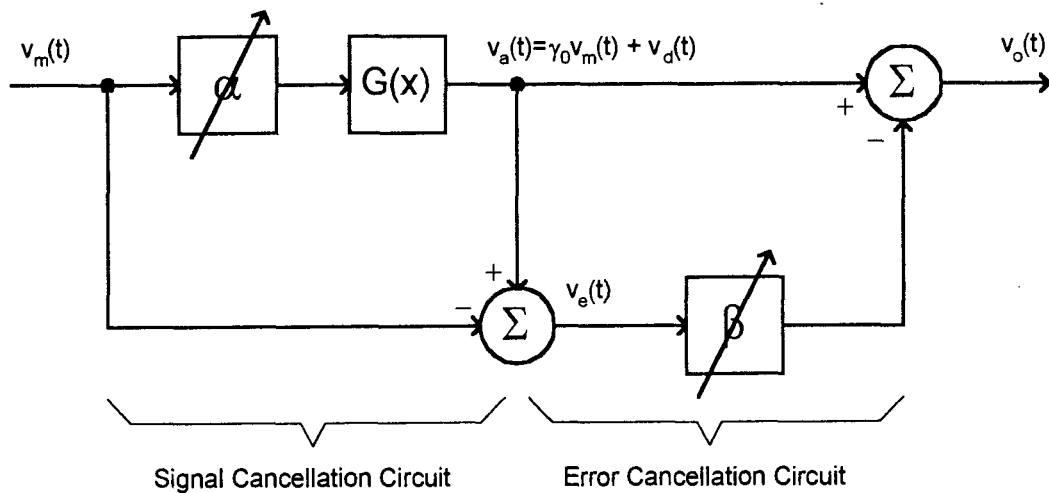 v_m(t)
α
G(x)
v_a(t)=γ_0v_m(t) + v_d(t)
+
Σ
v_o(t)
−
+
−
Σ
v_e(t)
β
Signal Cancellation Circuit
Error Cancellation Circuit